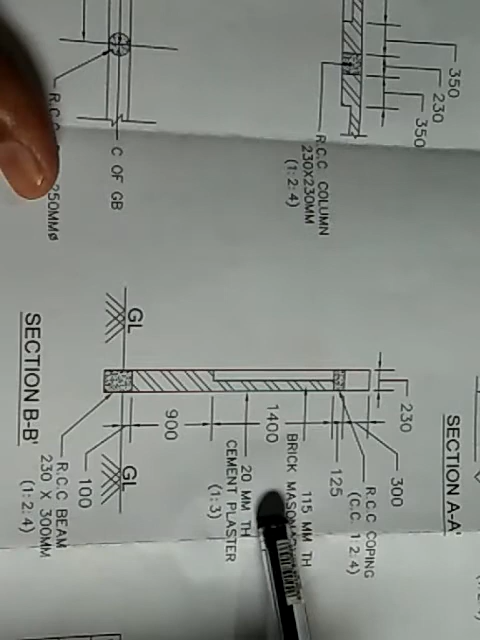 350
230
350
R.C.C. COLUMN
230X230MM
(1:2:4)
C OF GB
250MMø
SECTION A-A'
230
300
R.C.C COPING
(C.C. 1:2:4)
125
115 MM TH
BRICK
1400
20 MM TH
CEMENT PLASTER
(1:3)
900
GL
GL
100
R.C.C BEAM
230 X 300MM
(1:2:4)
SECTION B-B'